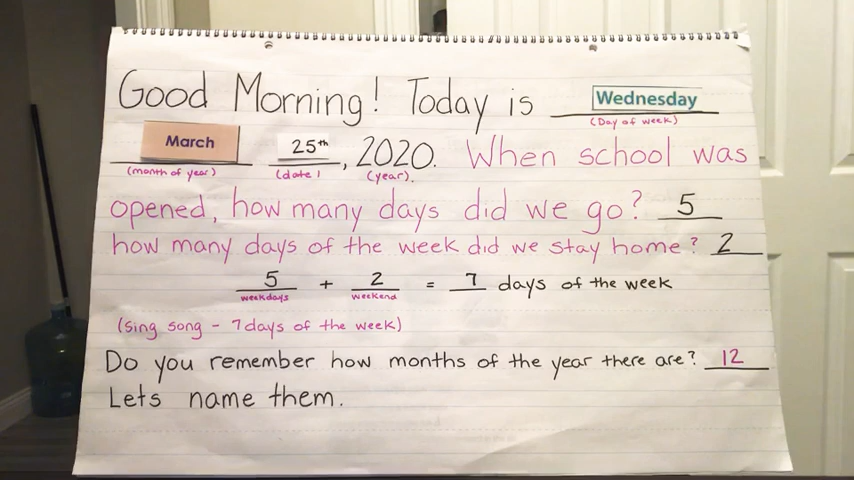 Good Morning! Today is Wednesday
(Day of week)
March 25th, 2020. When school was
(month of year) (date) (year).
opened, how many days did we go? 5
how many days of the week did we stay home? 2
5 + 2 = 7 days of the week
weekdays weekend
(Sing song - 7 days of the week)
Do you remember how months of the year there are? 12
Lets name them.